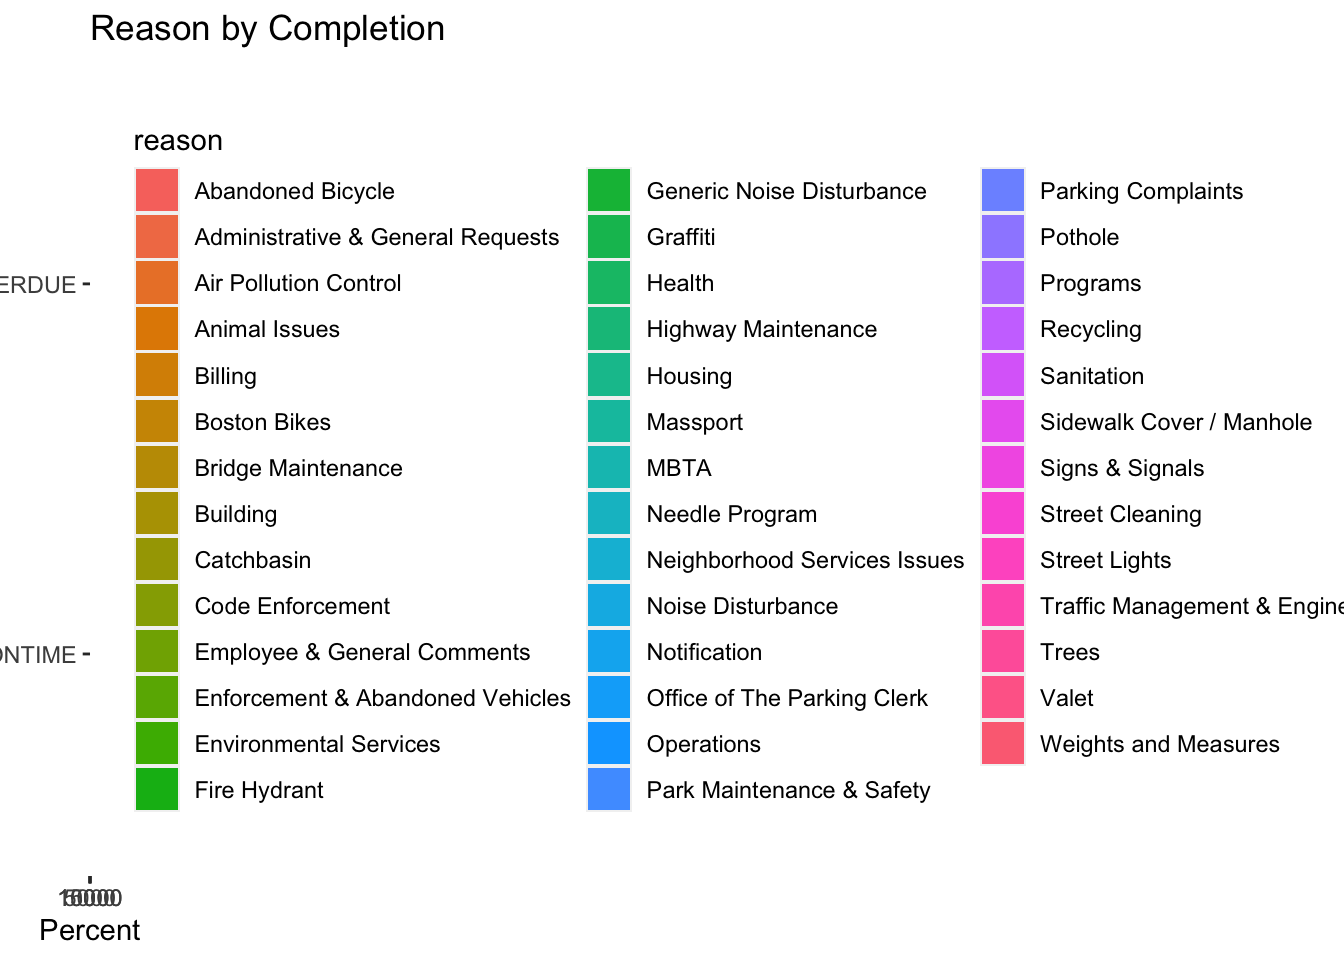 Reason by Completion
reason
Abandoned Bicycle
Administrative & General Requests
Air Pollution Control
Animal Issues
Billing
Boston Bikes
Bridge Maintenance
Building
Catchbasin
Code Enforcement
Employee & General Comments
Enforcement & Abandoned Vehicles
Environmental Services
Fire Hydrant
Generic Noise Disturbance
Graffiti
Health
Highway Maintenance
Housing
Massport
MBTA
Needle Program
Neighborhood Services Issues
Noise Disturbance
Notification
Office of The Parking Clerk
Operations
Park Maintenance & Safety
Parking Complaints
Pothole
Programs
Recycling
Sanitation
Sidewalk Cover / Manhole
Signs & Signals
Street Cleaning
Street Lights
Traffic Management & Engine
Trees
Valet
Weights and Measures
ERDUE
ONTIME
Percent